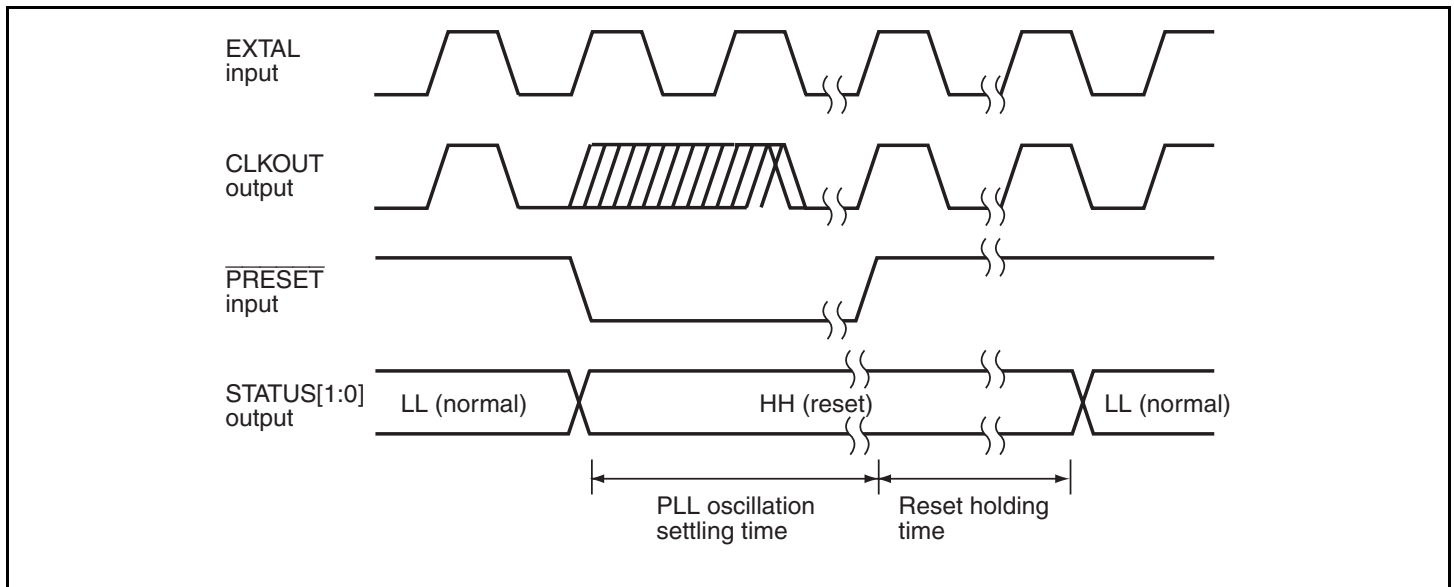 EXTAL
input
CLKOUT
output
PRESET
input
STATUS[1:0]
output
LL (normal)
HH (reset)
LL (normal)
PLL oscillation
settling time
Reset holding
time